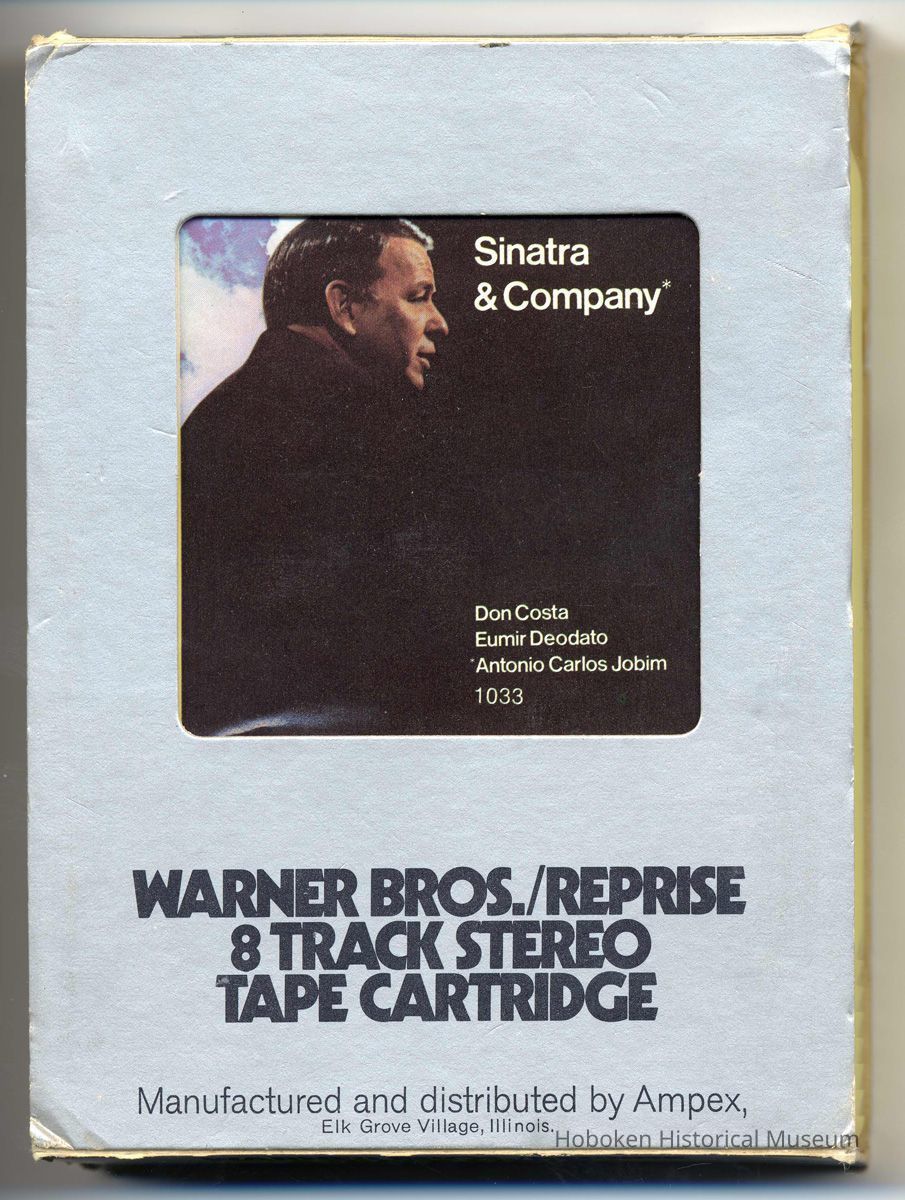 Sinatra
& Company*
Don Costa
Eumir Deodato
*Antonio Carlos Jobim
1033
WARNER BROS./REPRISE
8 TRACK STEREO
TAPE CARTRIDGE
Manufactured and distributed by Ampex,
Elk Grove Village, Illinois.
Hoboken Historical Museum